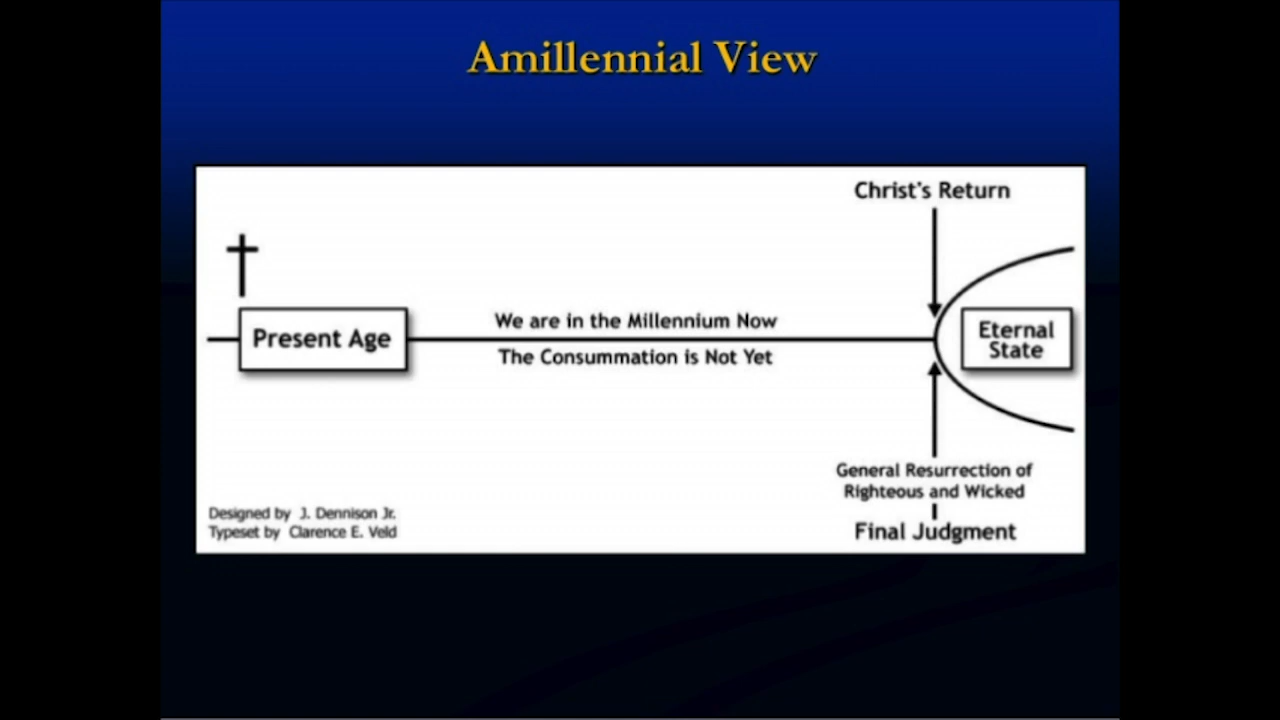 Amillennial View
Christ's Return
Present Age
We are in the Millennium Now
The Consummation is Not Yet
Eternal
State
General Resurrection of
Righteous and Wicked
Final Judgment
Designed by J. Dennison Jr.
Typeset by Clarence E. Veld